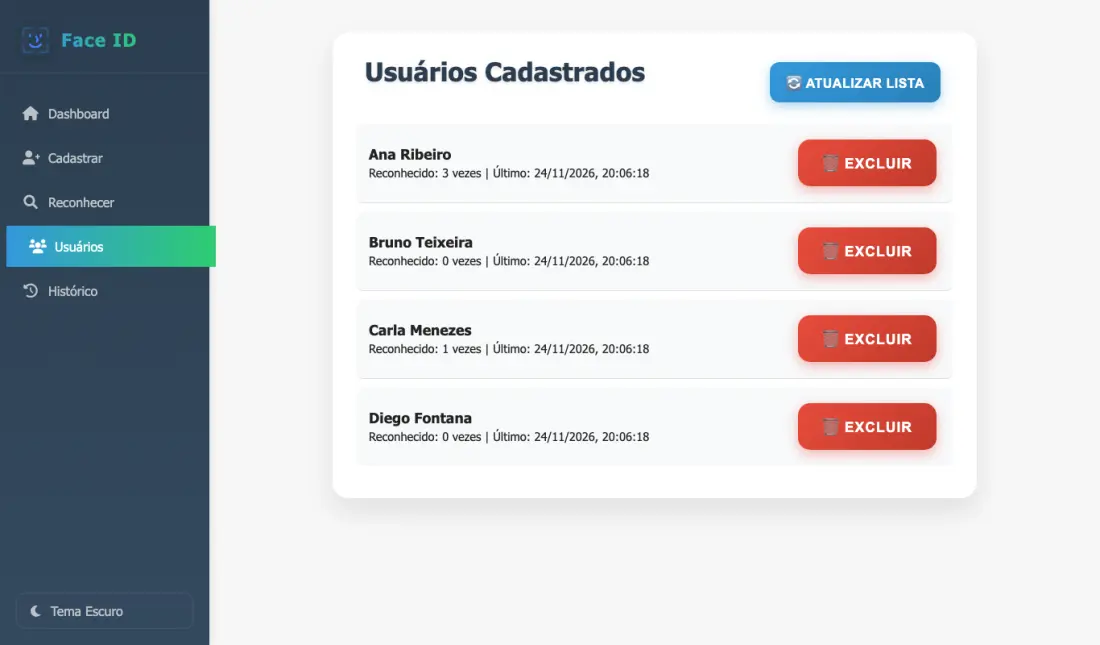 Face ID
Dashboard
Cadastrar
Reconhecer
Usuários
Histórico
Tema Escuro
Usuários Cadastrados
ATUALIZAR LISTA
Ana Ribeiro
Reconhecido: 3 vezes | Último: 24/11/2026, 20:06:18
EXCLUIR
Bruno Teixeira
Reconhecido: 0 vezes | Último: 24/11/2026, 20:06:18
EXCLUIR
Carla Menezes
Reconhecido: 1 vezes | Último: 24/11/2026, 20:06:18
EXCLUIR
Diego Fontana
Reconhecido: 0 vezes | Último: 24/11/2026, 20:06:18
EXCLUIR